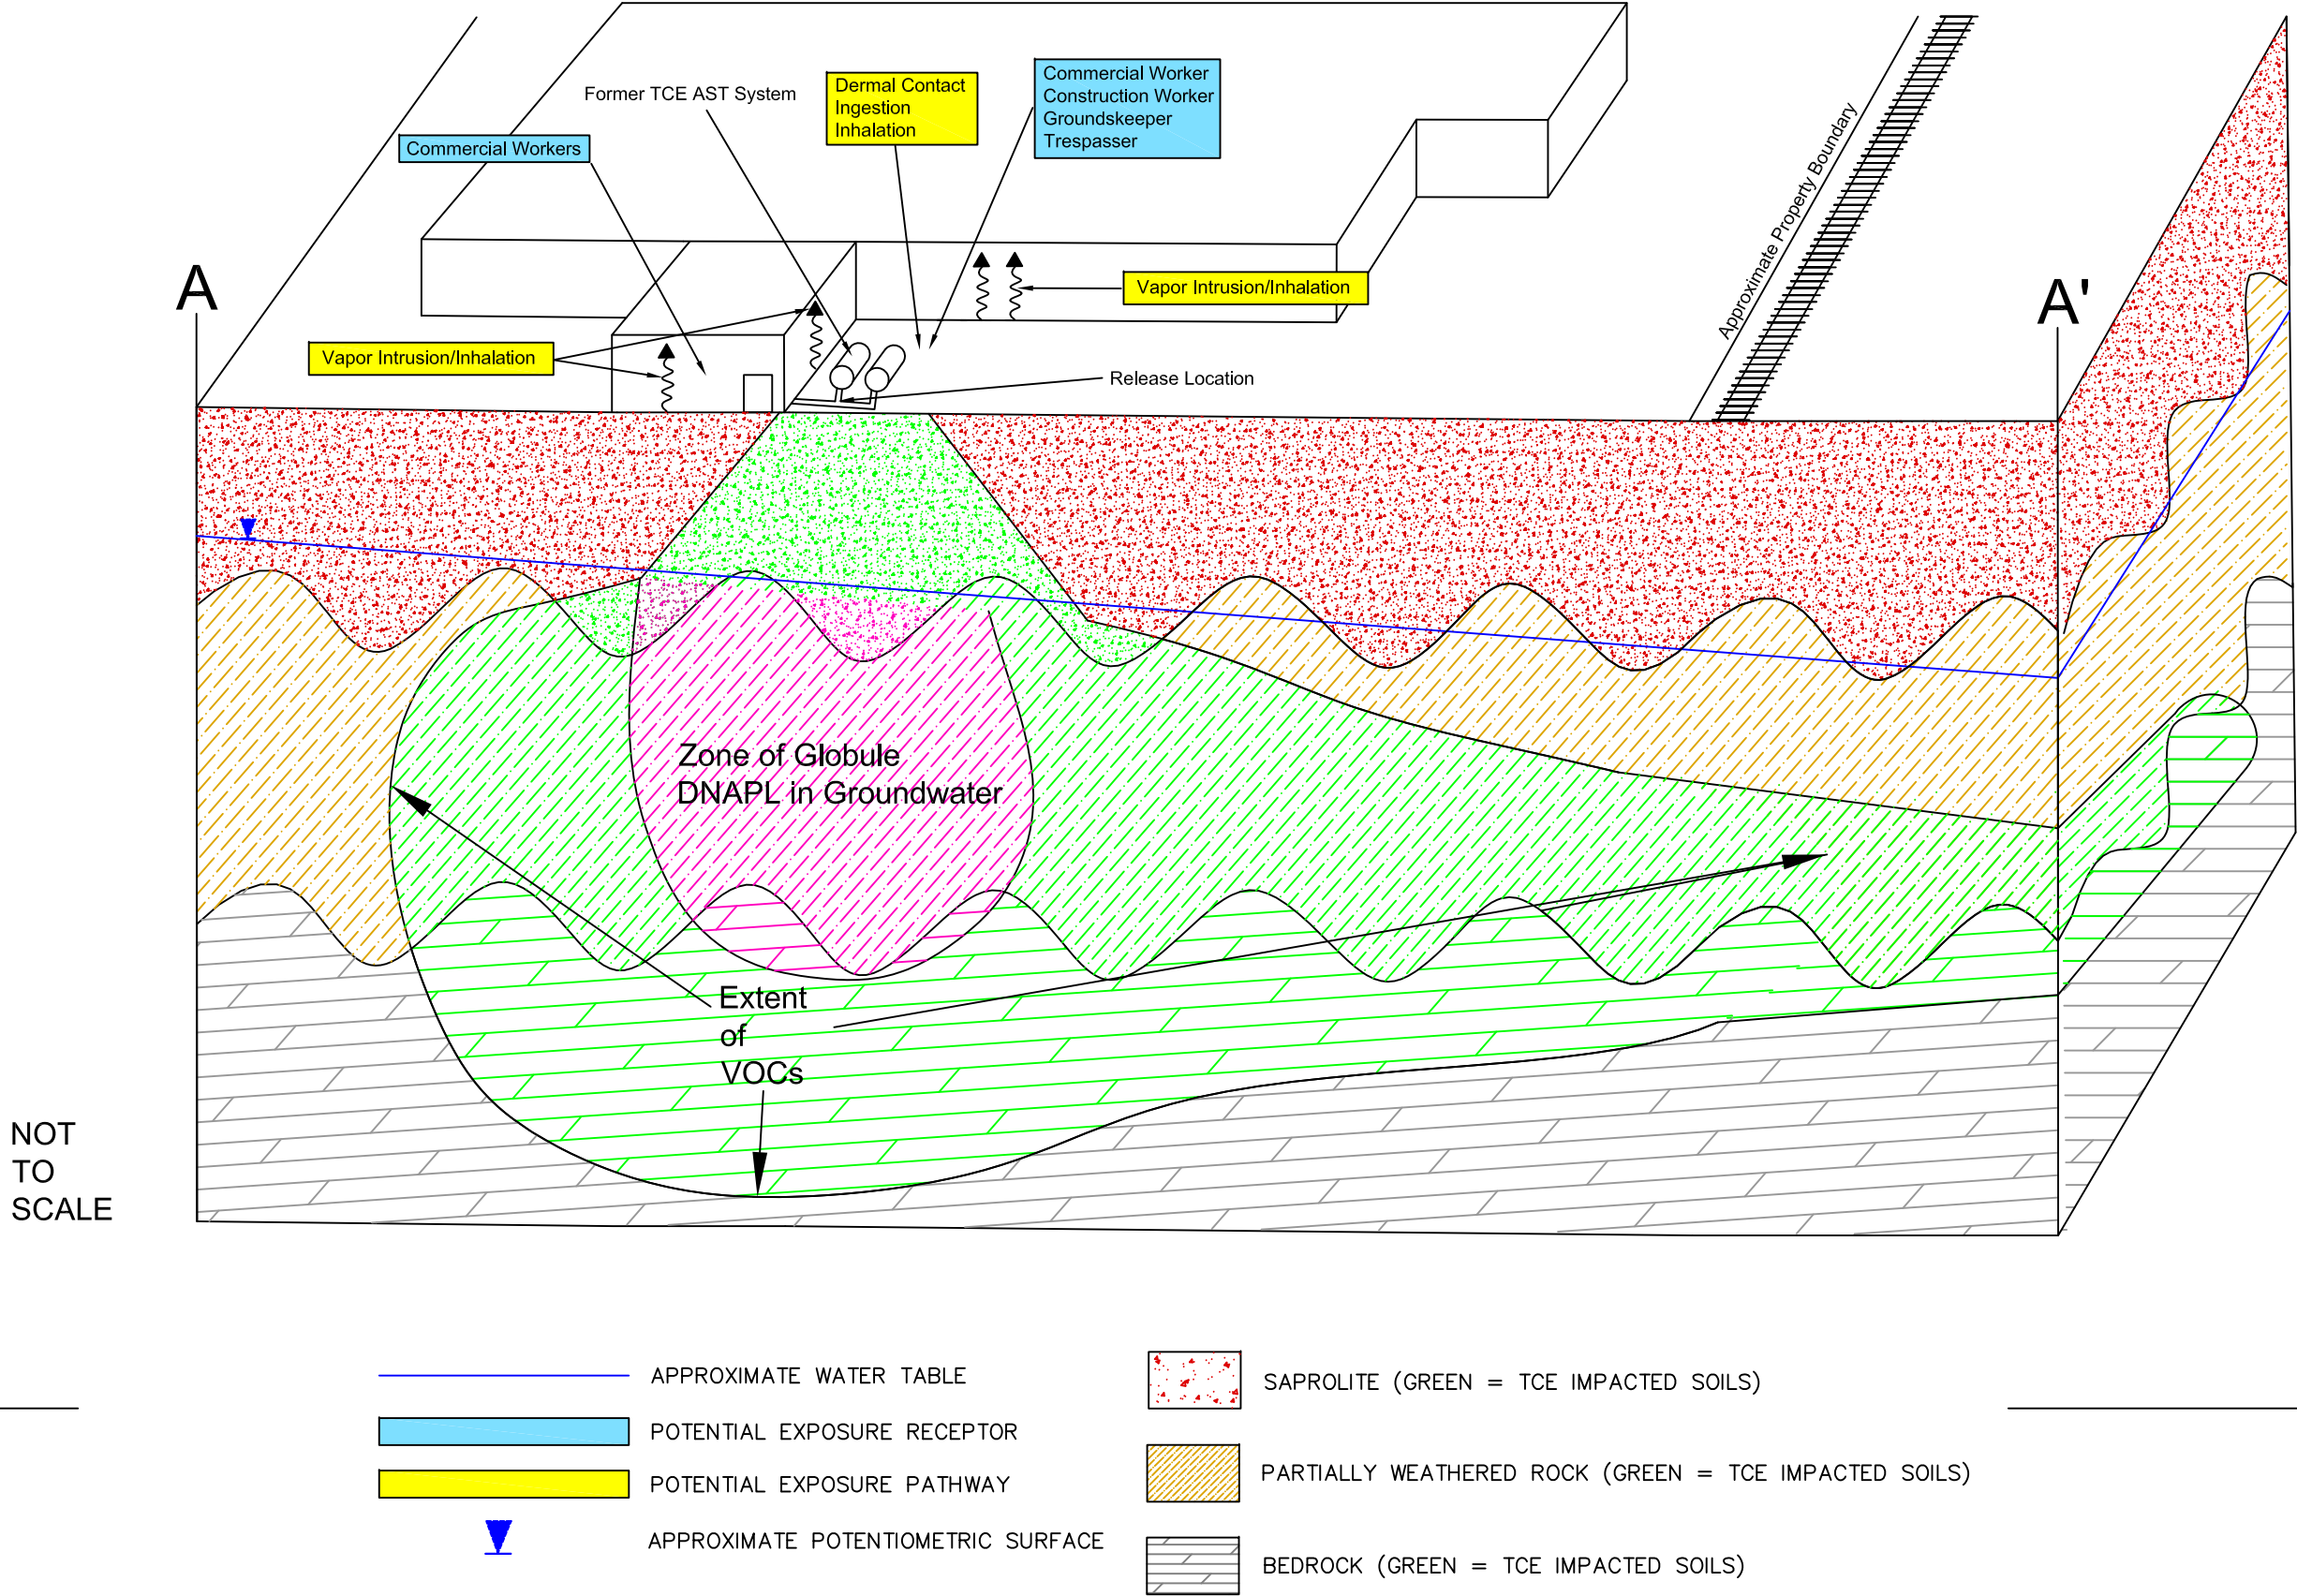 Former TCE AST System
Dermal Contact
Ingestion
Inhalation
Commercial Worker
Construction Worker
Groundskeeper
Trespasser
Commercial Workers
Approximate Property Boundary
A
A'
Vapor Intrusion/Inhalation
Vapor Intrusion/Inhalation
Release Location
Zone of Globule
DNAPL in Groundwater
Extent
of
VOCs
NOT
TO
SCALE
APPROXIMATE WATER TABLE
POTENTIAL EXPOSURE RECEPTOR
POTENTIAL EXPOSURE PATHWAY
APPROXIMATE POTENTIOMETRIC SURFACE
SAPROLITE (GREEN = TCE IMPACTED SOILS)
PARTIALLY WEATHERED ROCK (GREEN = TCE IMPACTED SOILS)
BEDROCK (GREEN = TCE IMPACTED SOILS)